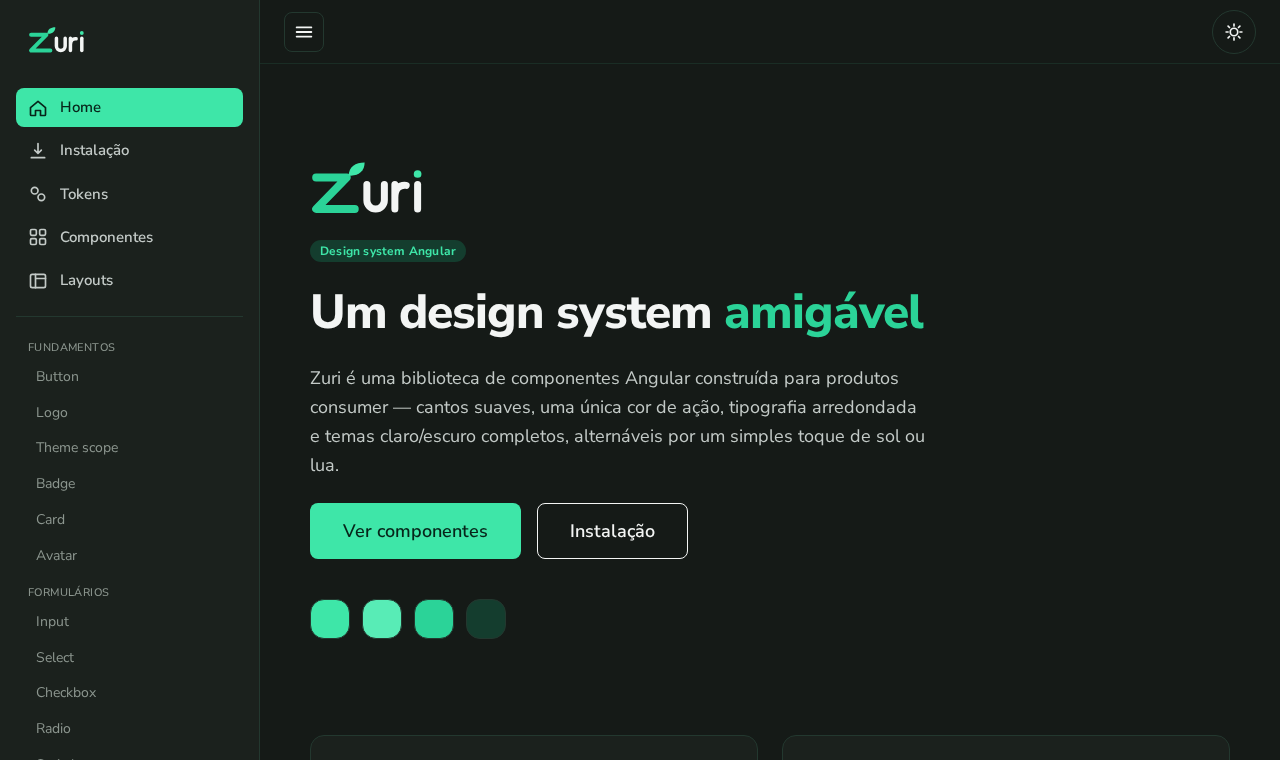 Zuri
Home
Instalação
Tokens
Componentes
Layouts
FUNDAMENTOS
Button
Logo
Theme scope
Badge
Card
Avatar
FORMULÁRIOS
Input
Select
Checkbox
Radio
Zuri
Design system Angular
Um design system amigável
Zuri é uma biblioteca de componentes Angular construída para produtos
consumer — cantos suaves, uma única cor de ação, tipografia arredondada
e temas claro/escuro completos, alternáveis por um simples toque de sol ou
lua.
Ver componentes
Instalação